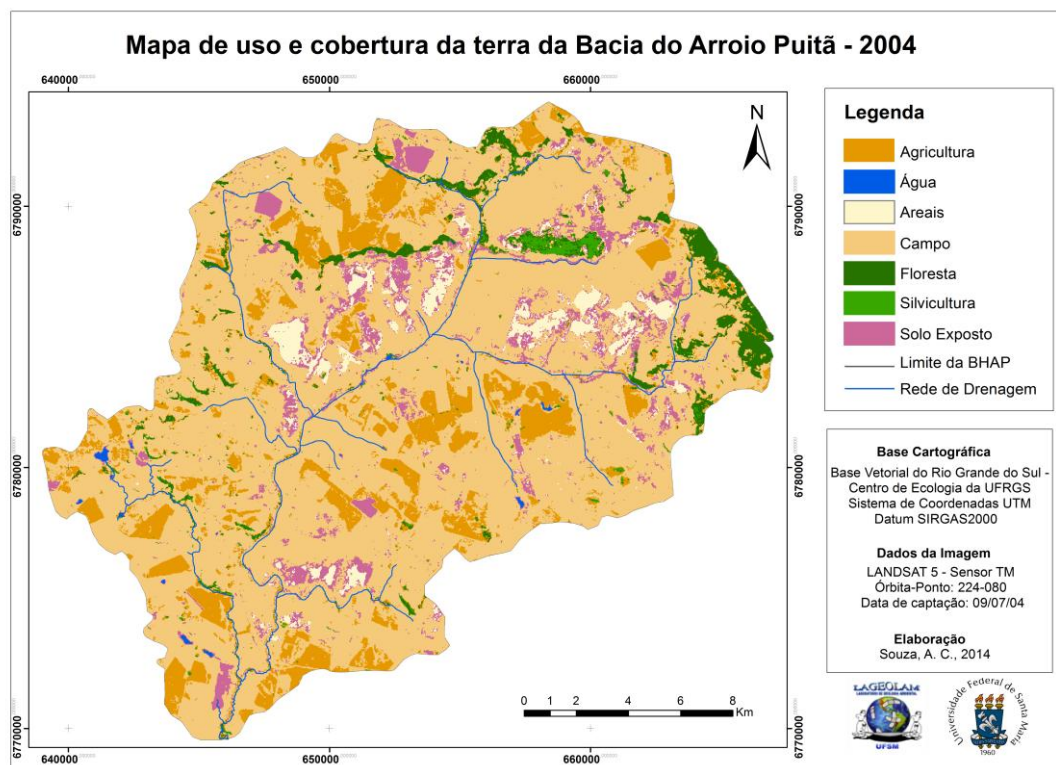 Mapa de uso e cobertura da terra da Bacia do Arroio Puitã - 2004
640000
650000
660000
6790000
6780000
6770000
6790000
6780000
6770000
N
0 2 4 6 8
Km
640000
650000
660000
Legenda
Agricultura
Água
Areais
Campo
Floresta
Silvicultura
Solo Exposto
Limite da BHAP
Rede de Drenagem
Base Cartográfica
Base Vetorial do Rio Grande do Sul -
Centro de Ecologia da UFRGS
Sistema de Coordenadas UTM
Datum SIRGAS2000
Dados da Imagem
LANDSAT 5 - Sensor TM
Órbita-Ponto: 224-080
Data de captação: 09/07/04
Elaboração
Souza, A. C., 2014
LAGEOLAM
UFSM
Universidade Federal de Santa Maria
1960